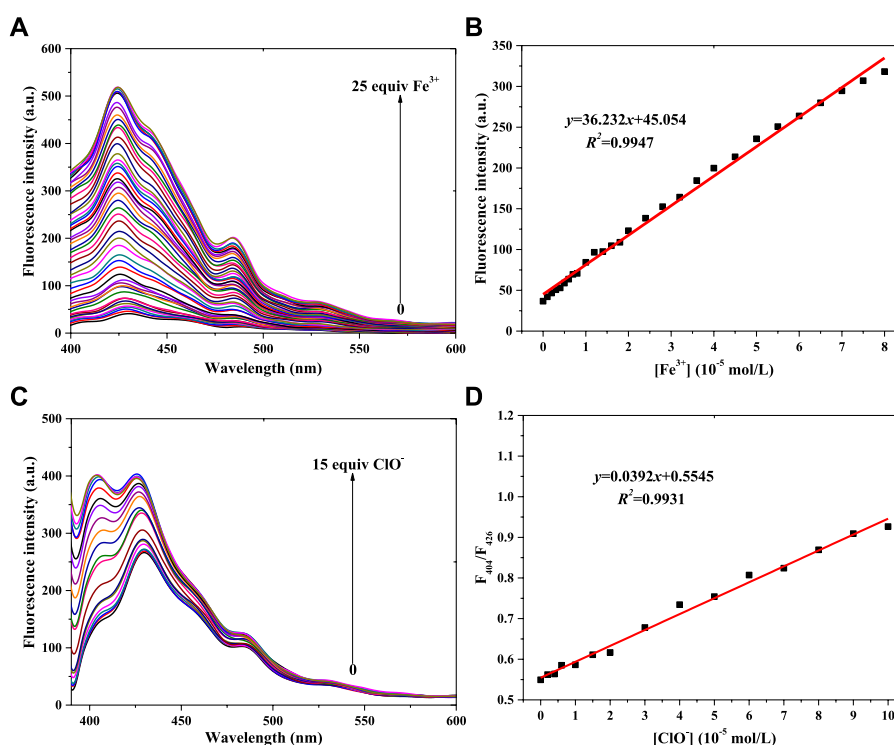 A
Fluorescence intensity (a.u.)
600
500
400
300
200
100
0
25 equiv Fe³⁺
0
400 450 500 550 600
Wavelength (nm)
B
Fluorescence intensity (a.u.)
350
300
250
200
150
100
50
0
y=36.232x+45.054
R²=0.9947
0 1 2 3 4 5 6 7 8
[Fe³⁺] (10⁻⁵ mol/L)
C
Fluorescence intensity (a.u.)
500
400
300
200
100
0
15 equiv ClO⁻
0
400 450 500 550 600
Wavelength (nm)
D
F₄₀₄/F₄₂₆
1.2
1.1
1.0
0.9
0.8
0.7
0.6
0.5
y=0.0392x+0.5545
R²=0.9931
0 1 2 3 4 5 6 7 8 9 10
[ClO⁻] (10⁻⁵ mol/L)